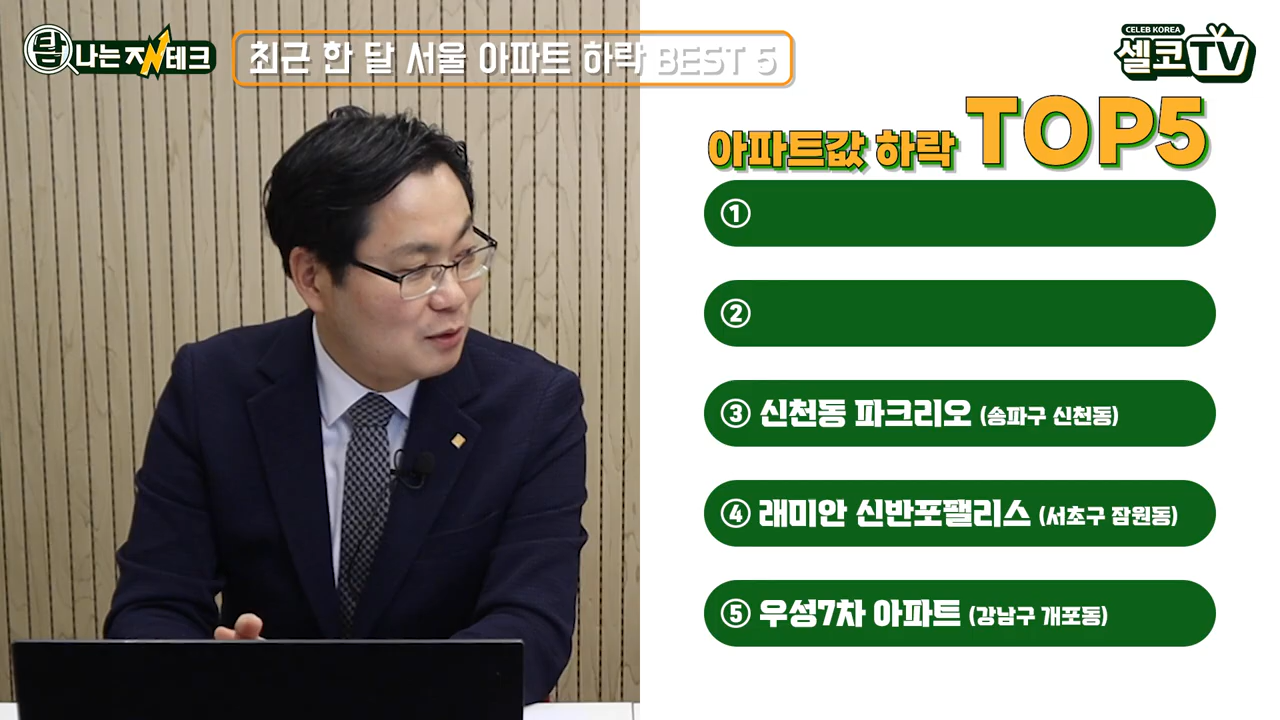 탐나는 재테크
최근 한 달 서울 아파트 하락 BEST 5
CELEB KOREA
셀코TV
아파트값 하락 TOP5
①
②
③ 신천동 파크리오 (송파구 신천동)
④ 래미안 신반포팰리스 (서초구 잠원동)
⑤ 우성7차 아파트 (강남구 개포동)